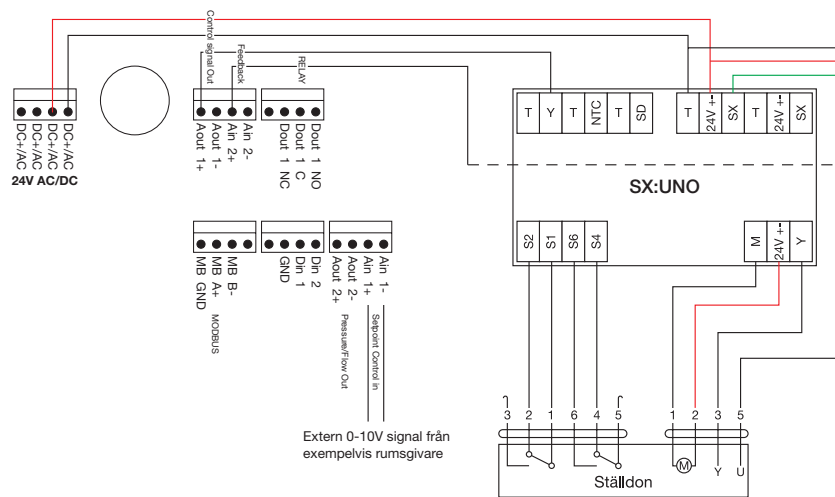 Control signal Out
Feedback
RELAY
DC+/AC
DC+/AC
DC+/AC
DC+/AC
24V AC/DC
Aout 1+
Aout 1-
Ain 2+
Ain 2-
Dout 1 NC
Dout 1 C
Dout 1 NO
MB GND
MB A+
MB B-
MODBUS
GND
Din 1
Din 2
Aout 2+
Aout 2-
Ain 1+
Ain 1-
Pressure/Flow Out
Setpoint Control in
Extern 0-10V signal från
exempelvis rumsgivare
T
Y
T
NTC
T
SD
T
24V +-
SX
T
24V +-
SX
SX:UNO
S2
S1
S6
S4
M
24V +-
Y
3
2
1
6
4
5
1
2
3
5
M
Y
U
Ställdon